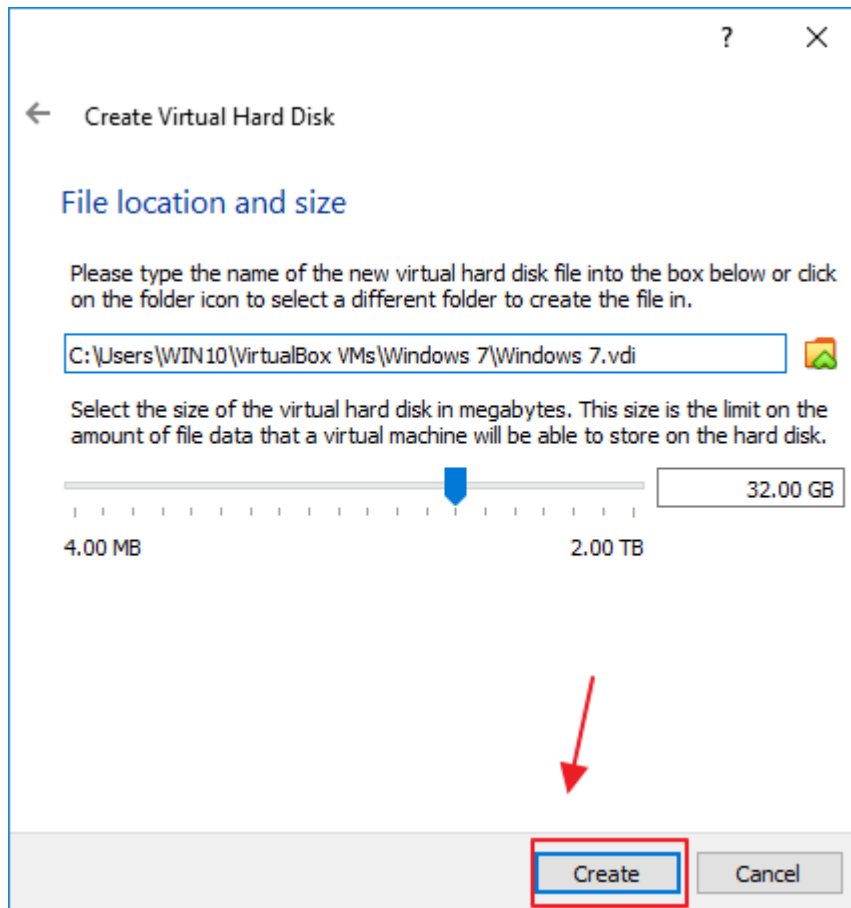 ?
Create Virtual Hard Disk
File location and size
Please type the name of the new virtual hard disk file into the box below or click
on the folder icon to select a different folder to create the file in.
C:\Users\WIN10\VirtualBox VMs\Windows 7\Windows 7.vdi
Select the size of the virtual hard disk in megabytes. This size is the limit on the
amount of file data that a virtual machine will be able to store on the hard disk.
32.00 GB
4.00 MB 2.00 TB
Create Cancel